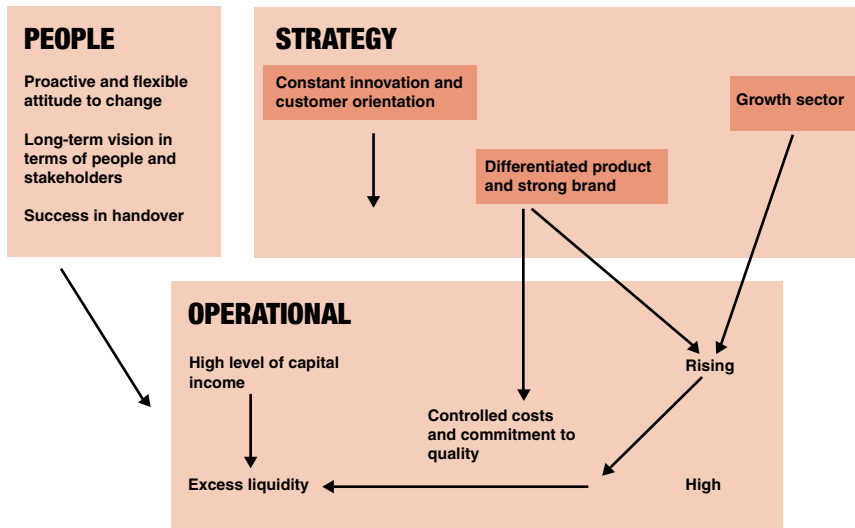 PEOPLE
Proactive and flexible
attitude to change
Long-term vision in
terms of people and
stakeholders
Success in handover
STRATEGY
Constant innovation and
customer orientation
Growth sector
Differentiated product
and strong brand
OPERATIONAL
High level of capital
income
Rising
Controlled costs
and commitment to
quality
Excess liquidity
High